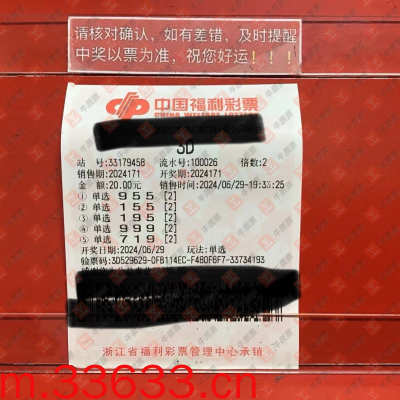 请核对确认，如有差错，及时提醒
中奖以票为准，祝您好运！！！
中国福利彩票
CHINA WELFARE LOTTERY
3D
站 号:33179458 流水号:100026 倍数:2
销售期:2024171 开奖期:2024171
金 额:20.00元 销售时间:2024/06/29-19:33:25
① 单选 9 5 5 [2]
② 单选 1 5 5 [2]
③ 单选 1 9 5 [2]
④ 单选 9 9 9 [2]
⑤ 单选 7 1 9 [2]
开奖日期:2024/06/29 玩法:单选
验票码:3D529629-0FB114EC-F4B0F6F7-33734193
浙江省福利彩票管理中心承销
m.33633.cn